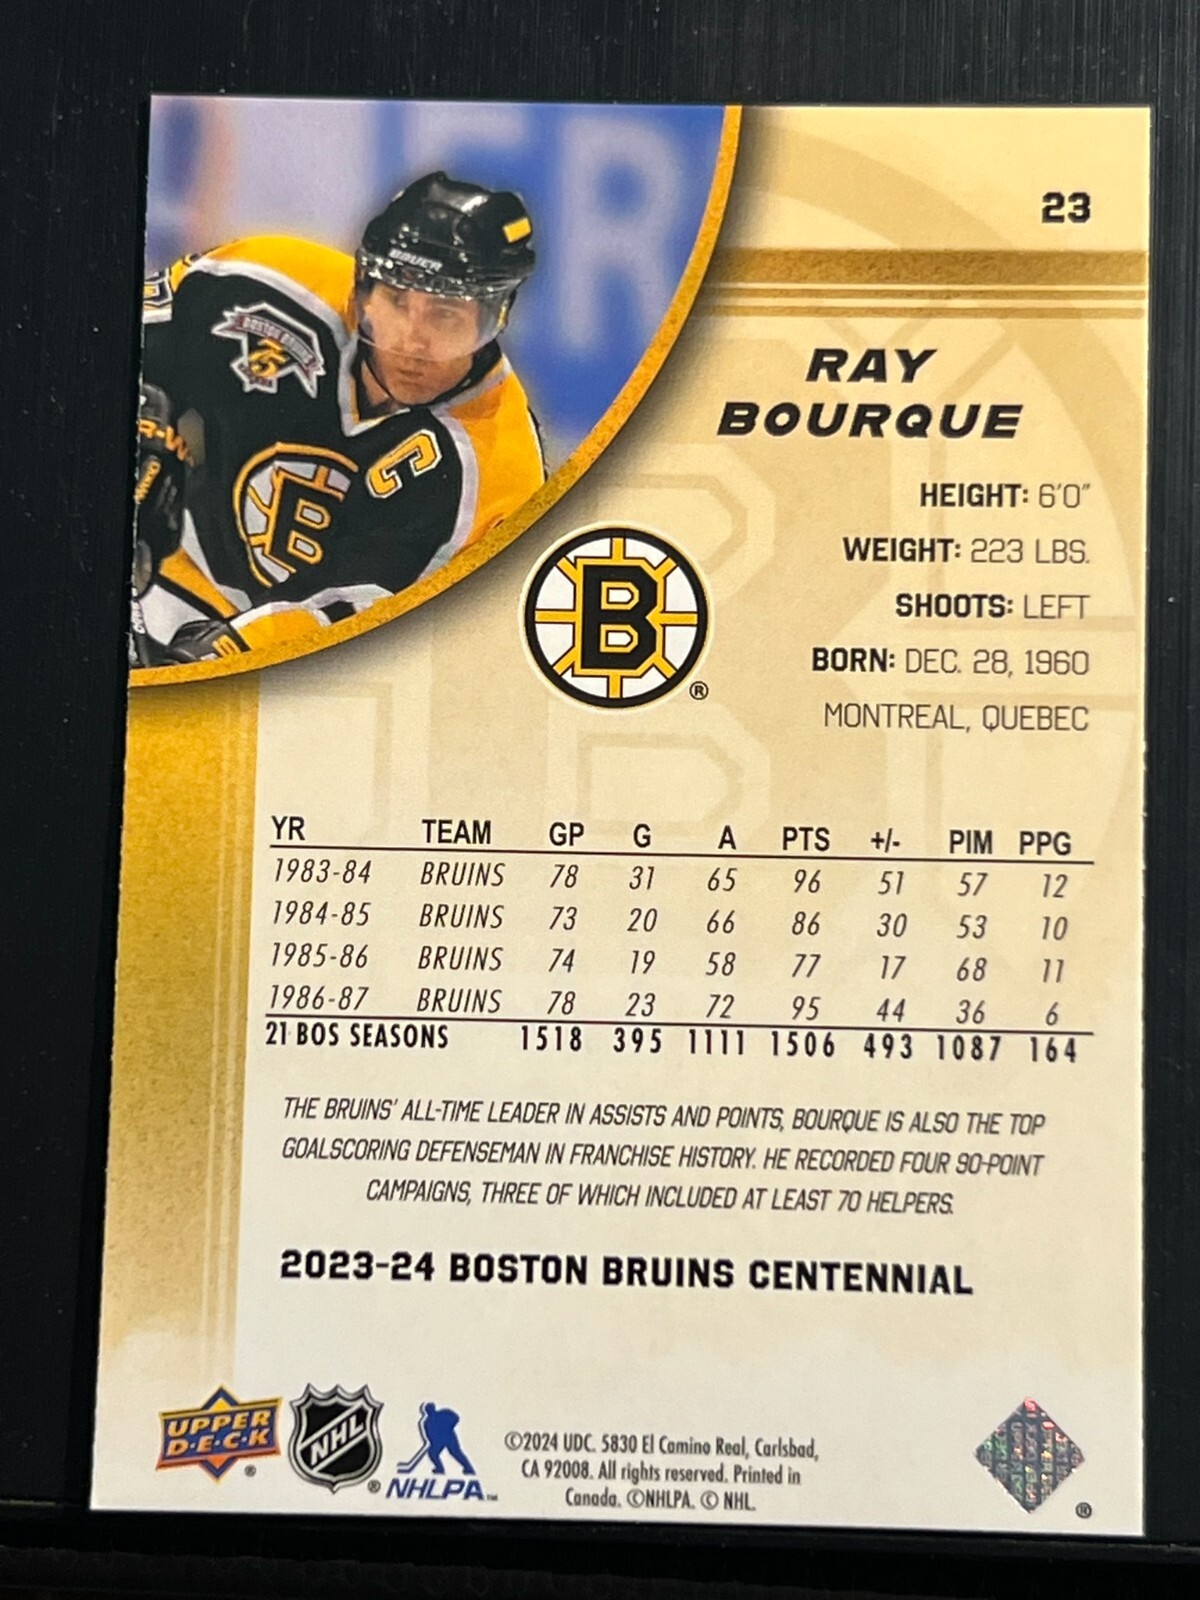 23
RAY
BOURQUE
HEIGHT: 6'0"
WEIGHT: 223 LBS.
SHOOTS: LEFT
BORN: DEC. 28, 1960
MONTREAL, QUEBEC
BAUER
BOSTON BRUINS
75
C
B
B
®
YR TEAM GP G A PTS +/- PIM PPG
1983-84 BRUINS 78 31 65 96 51 57 12
1984-85 BRUINS 73 20 66 86 30 53 10
1985-86 BRUINS 74 19 58 77 17 68 11
1986-87 BRUINS 78 23 72 95 44 36 6
21 BOS SEASONS 1518 395 1111 1506 493 1087 164
THE BRUINS' ALL-TIME LEADER IN ASSISTS AND POINTS, BOURQUE IS ALSO THE TOP
GOALSCORING DEFENSEMAN IN FRANCHISE HISTORY. HE RECORDED FOUR 90-POINT
CAMPAIGNS, THREE OF WHICH INCLUDED AT LEAST 70 HELPERS.
2023-24 BOSTON BRUINS CENTENNIAL
UPPER
D·E·C·K
®
NHL
®
NHLPA™
©2024 UDC. 5830 El Camino Real, Carlsbad,
CA 92008. All rights reserved. Printed in
Canada. ©NHLPA. © NHL.
®